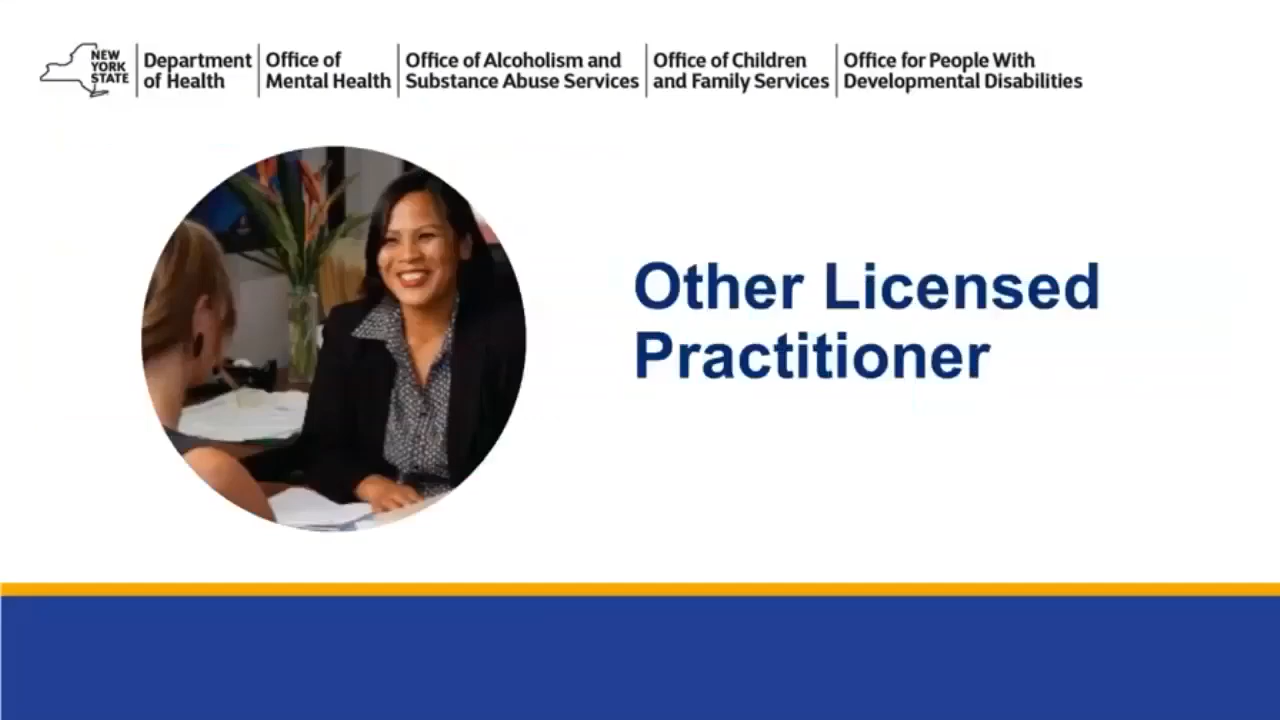 NEW
YORK
STATE
Department
of Health
Office of
Mental Health
Office of Alcoholism and
Substance Abuse Services
Office of Children
and Family Services
Office for People With
Developmental Disabilities
Other Licensed
Practitioner